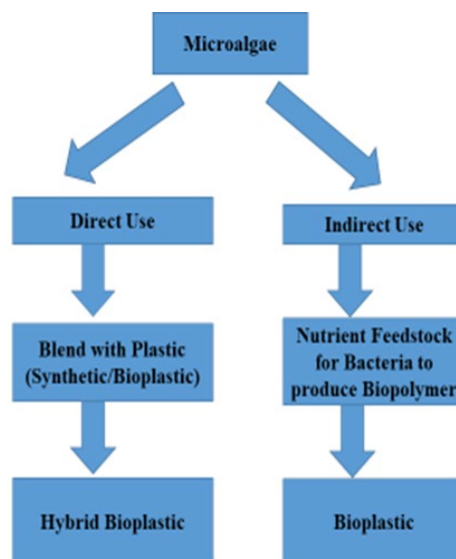 Microalgae
Direct Use
Indirect Use
Blend with Plastic
(Synthetic/Bioplastic)
Nutrient Feedstock
for Bacteria to
produce Biopolymer
Hybrid Bioplastic
Bioplastic